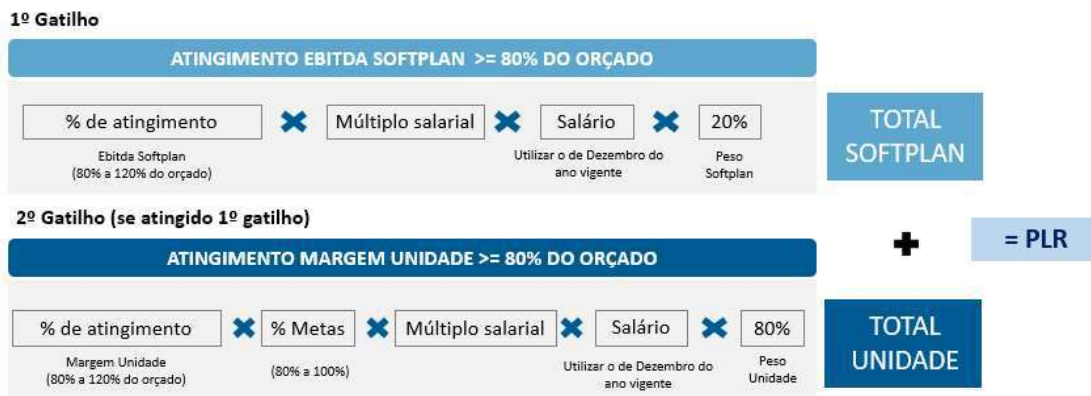 1º Gatilho
ATINGIMENTO EBITDA SOFTPLAN >= 80% DO ORÇADO
% de atingimento
Múltiplo salarial
Salário
20%
Ebitda Softplan
(80% a 120% do orçado)
Utilizar o de Dezembro do
ano vigente
Peso
Softplan
TOTAL
SOFTPLAN
2º Gatilho (se atingido 1º gatilho)
= PLR
ATINGIMENTO MARGEM UNIDADE >= 80% DO ORÇADO
% de atingimento
% Metas
Múltiplo salarial
Salário
80%
Margem Unidade
(80% a 120% do orçado)
(80% a 100%)
Utilizar o de Dezembro do
ano vigente
Peso
Unidade
TOTAL
UNIDADE